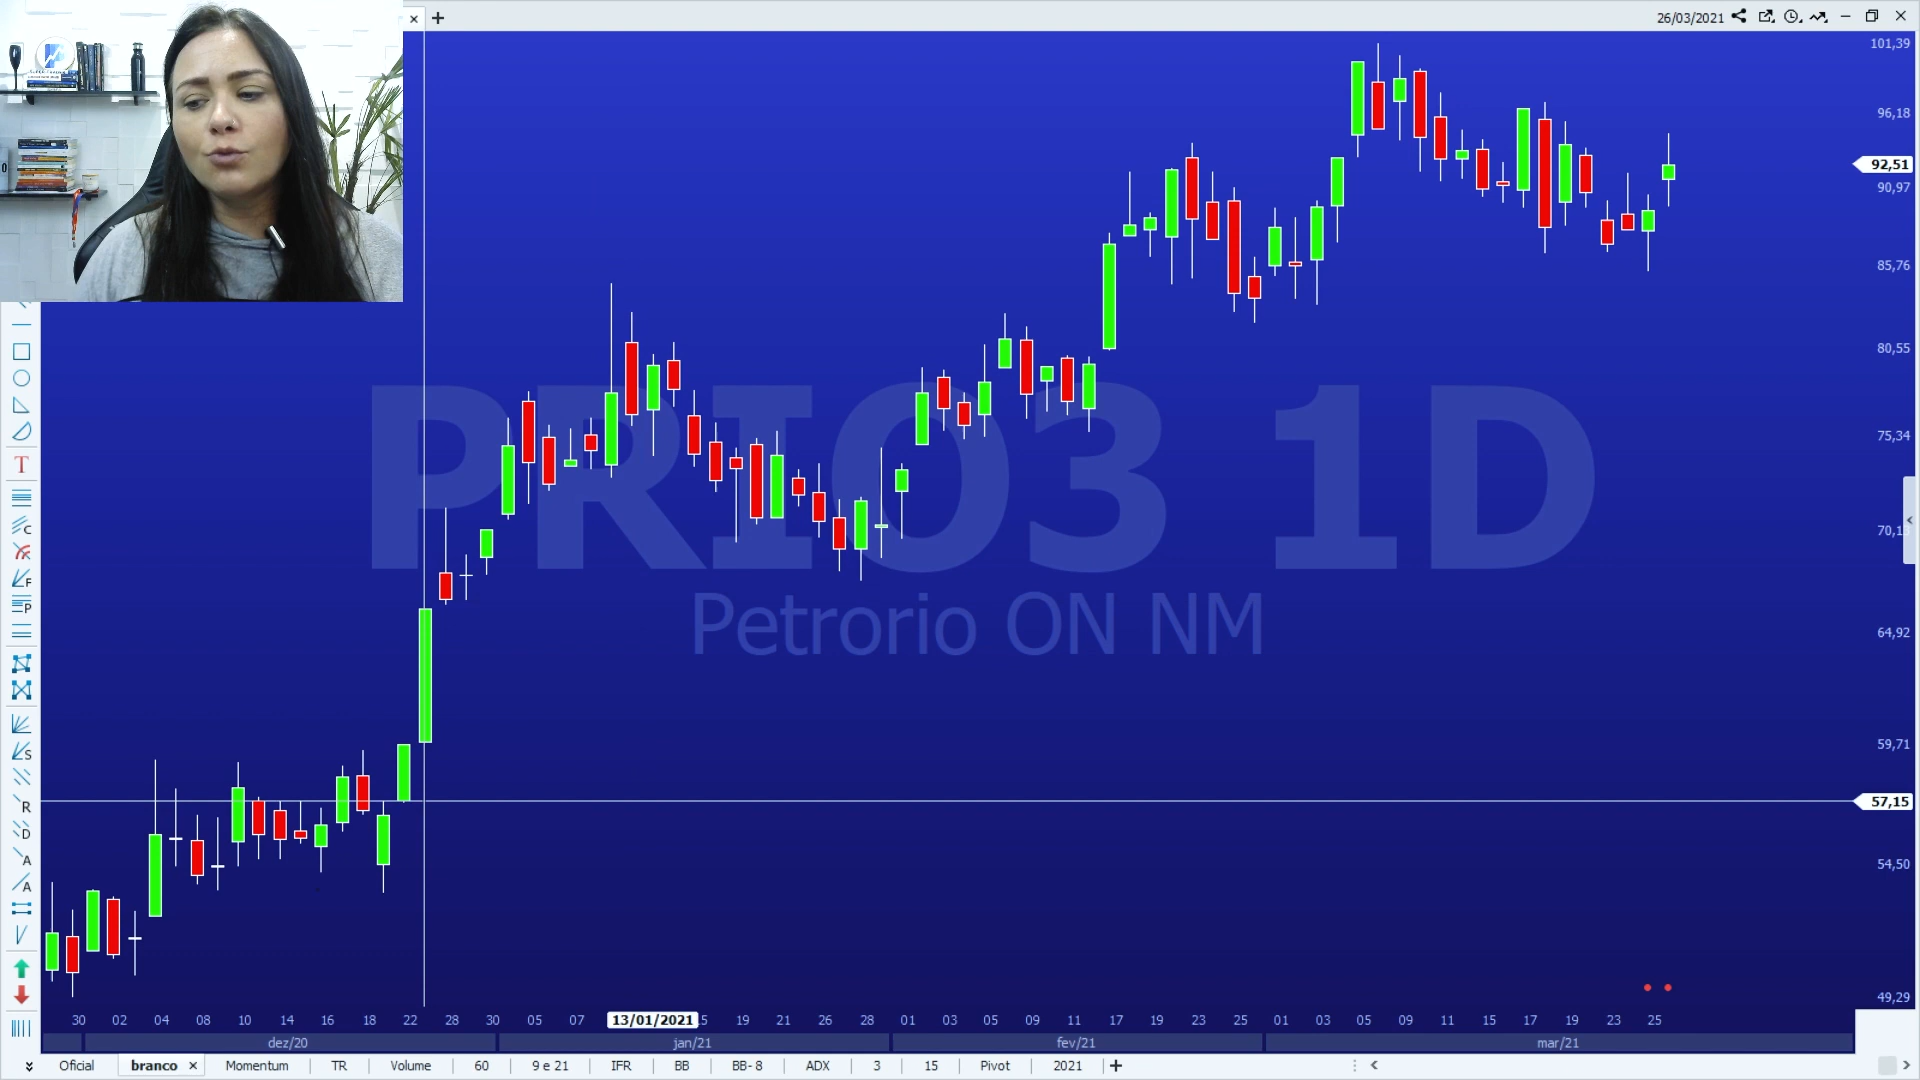 26/03/2021
101,39
96,18
92,51
90,97
85,76
80,55
75,34
64,92
59,71
57,15
54,50
49,29
PRIO3 1D
Petrorio ON NM
T
C
F
P
S
R
D
A
A
30 02 04 08 10 14 16 18 22 28 30 05 07 13/01/2021 15 19 21 26 28 01 03 05 09 11 17 19 23 25 01 03 05 09 11 15 17 19 23 25
dez/20 jan/21 fev/21 mar/21
Oficial branco Momentum TR Volume 60 9 e 21 IFR BB BB- 8 ADX 3 15 Pivot 2021